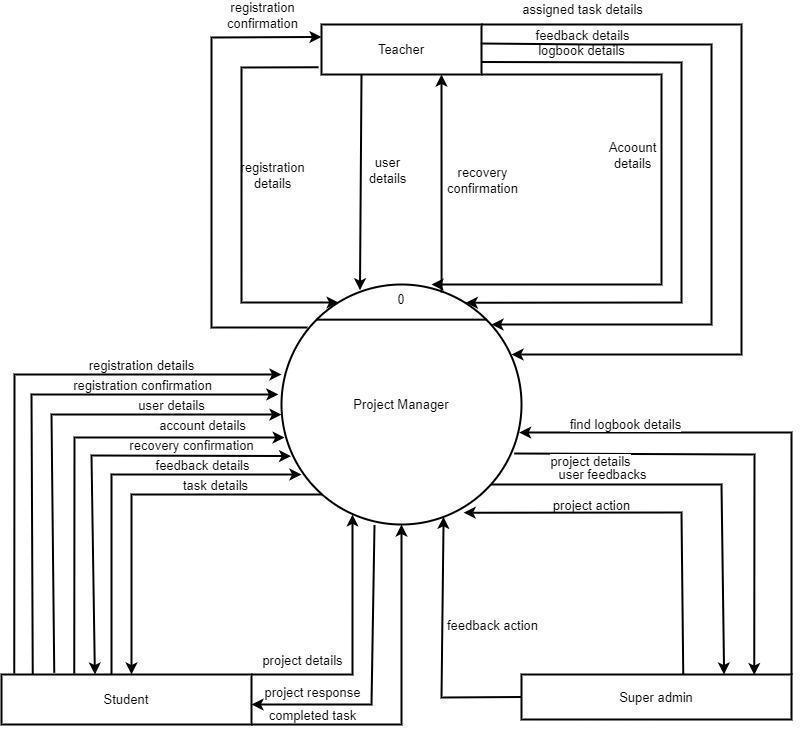 registration
confirmation
assigned task details
feedback details
logbook details
Teacher
registration
details
user
details
recovery
confirmation
Acoount
details
0
Project Manager
registration details
registration confirmation
user details
account details
recovery confirmation
feedback details
task details
find logbook details
project details
user feedbacks
project action
feedback action
project details
project response
completed task
Student
Super admin